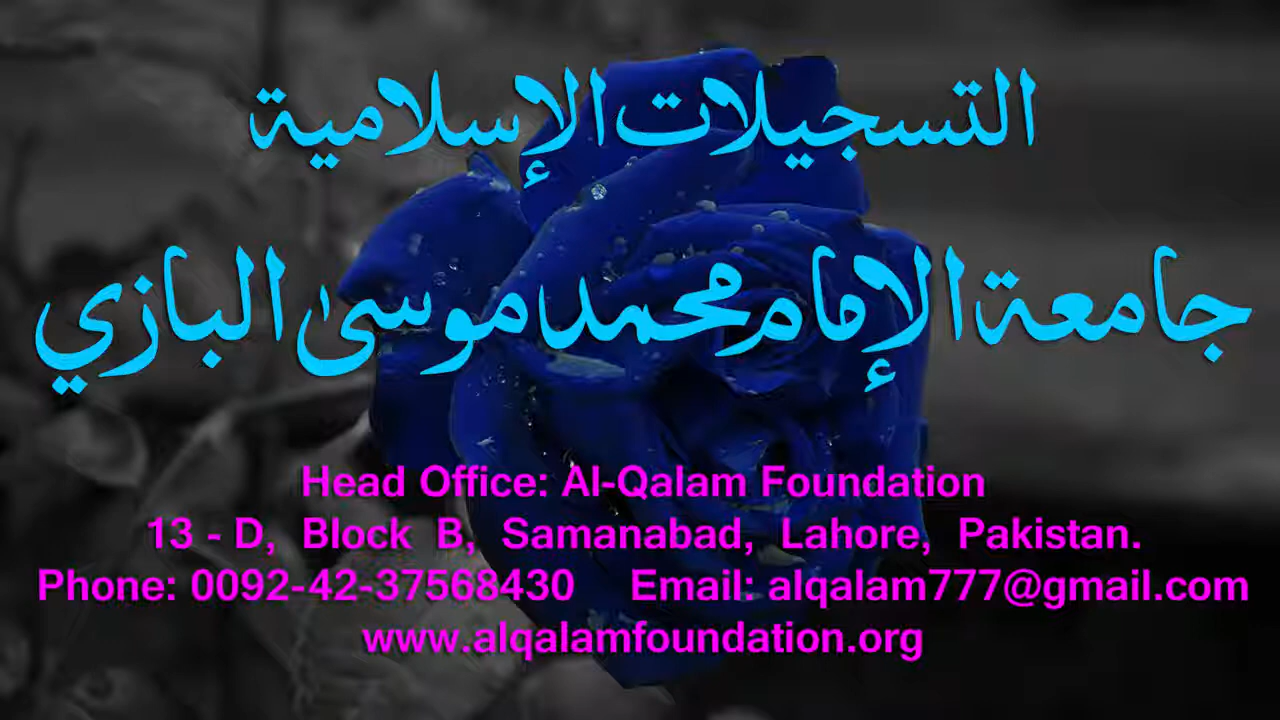 التسجيلات الإسلامية
جامعة الإمام محمد موسىٰ البازي
Head Office: Al-Qalam Foundation
13 - D, Block B, Samanabad, Lahore, Pakistan.
Phone: 0092-42-37568430 Email: alqalam777@gmail.com
www.alqalamfoundation.org